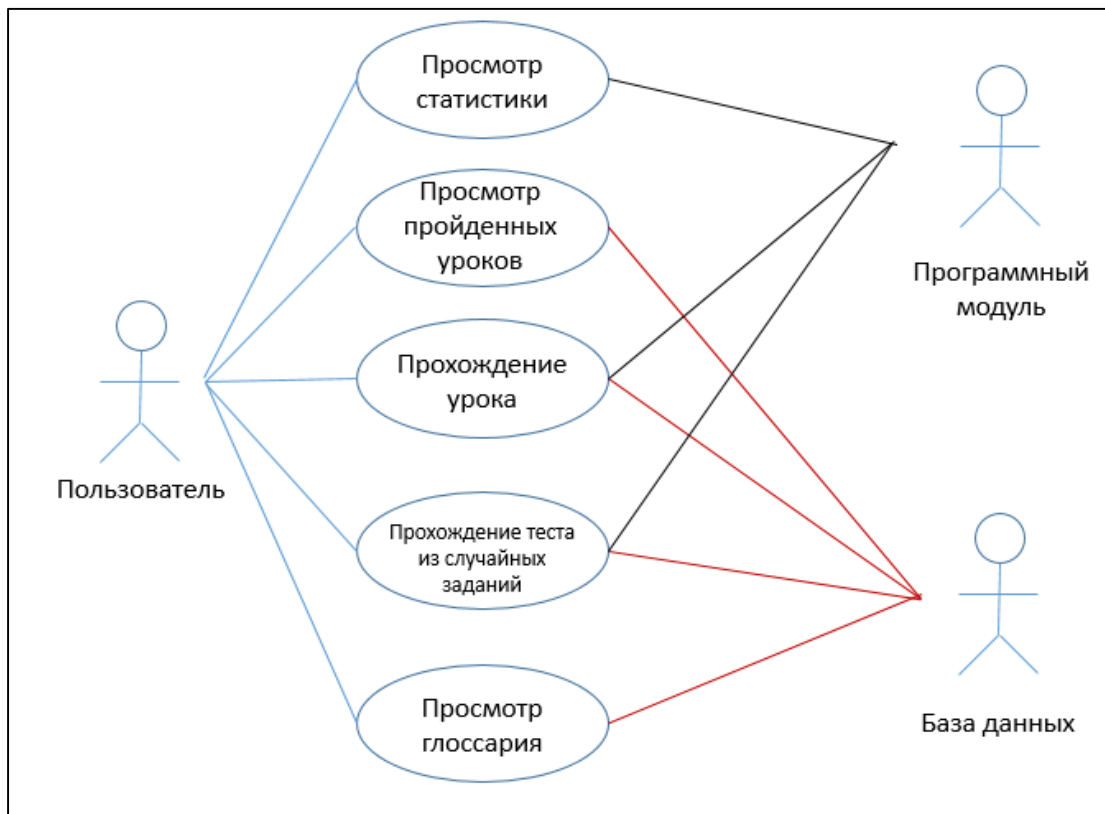 Просмотр
статистики
Просмотр
пройденных
уроков
Прохождение
урока
Прохождение теста
из случайных
заданий
Просмотр
глоссария
Пользователь
Программный
модуль
База данных